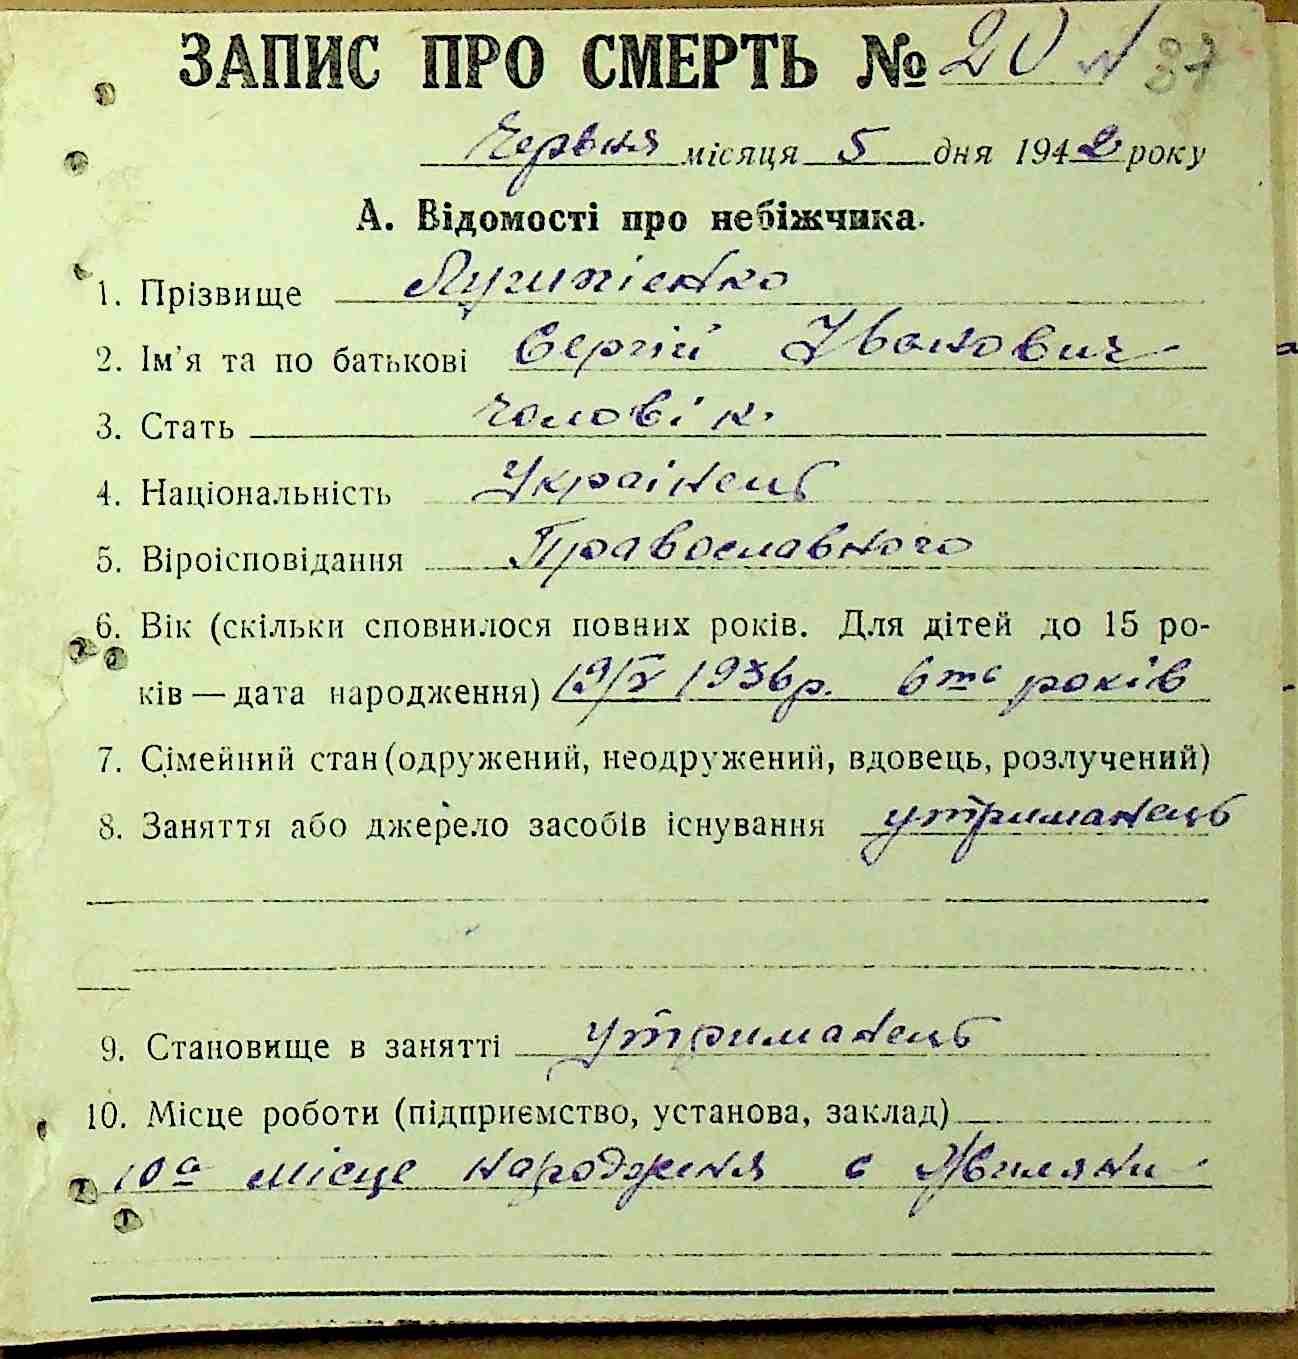 ЗАПИС ПРО СМЕРТЬ № 20 37
Червня місяця 5 дня 1942 року
А. Відомості про небіжчика.
1. Прізвище
2. Ім'я та по батькові Сергій Іванович
3. Стать чоловік.
4. Національність Українець
5. Віроісповідання Православного
6. Вік (скільки сповнилося повних років. Для дітей до 15 ро-
ків — дата народження) 19/V 1936р. 6ть років
7. Сімейний стан (одружений, неодружений, вдовець, розлучений)
8. Заняття або джерело засобів існування утриманець
9. Становище в занятті утриманець
10. Місце роботи (підприємство, установа, заклад)
10а місце народження с